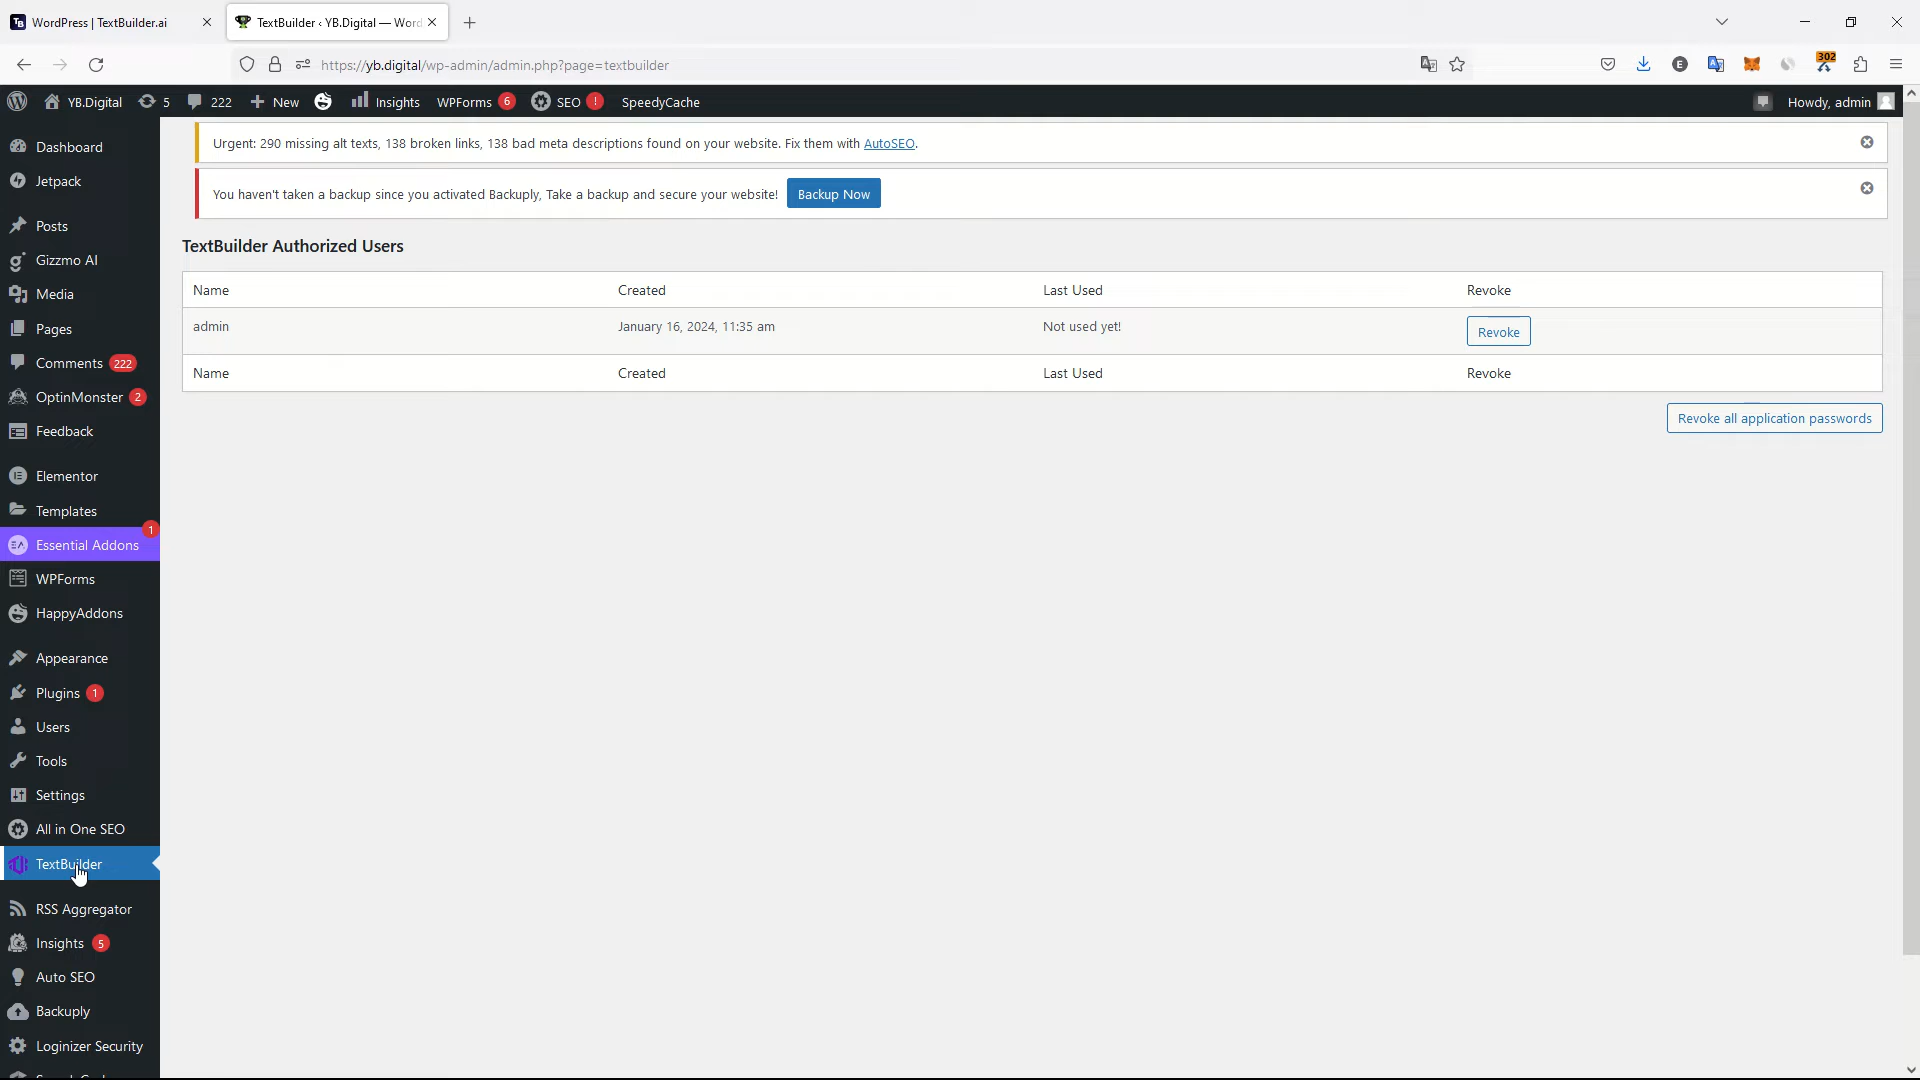 WordPress | TextBuilder.ai
TextBuilder ‹ YB.Digital — Word
https://yb.digital/wp-admin/admin.php?page=textbuilder
302
YB.Digital 5 222 New Insights WPForms 6 SEO ! SpeedyCache Howdy, admin
Dashboard
Jetpack
Posts
Gizzmo AI
Media
Pages
Comments 222
OptinMonster 2
Feedback
Elementor
Templates
Essential Addons 1
WPForms
HappyAddons
Appearance
Plugins 1
Users
Tools
Settings
All in One SEO
TextBuilder
RSS Aggregator
Insights 5
Auto SEO
Backuply
Loginizer Security
Urgent: 290 missing alt texts, 138 broken links, 138 bad meta descriptions found on your website. Fix them with AutoSEO.
You haven't taken a backup since you activated Backuply, Take a backup and secure your website! Backup Now
TextBuilder Authorized Users
Name Created Last Used Revoke
admin January 16, 2024, 11:35 am Not used yet! Revoke
Name Created Last Used Revoke
Revoke all application passwords